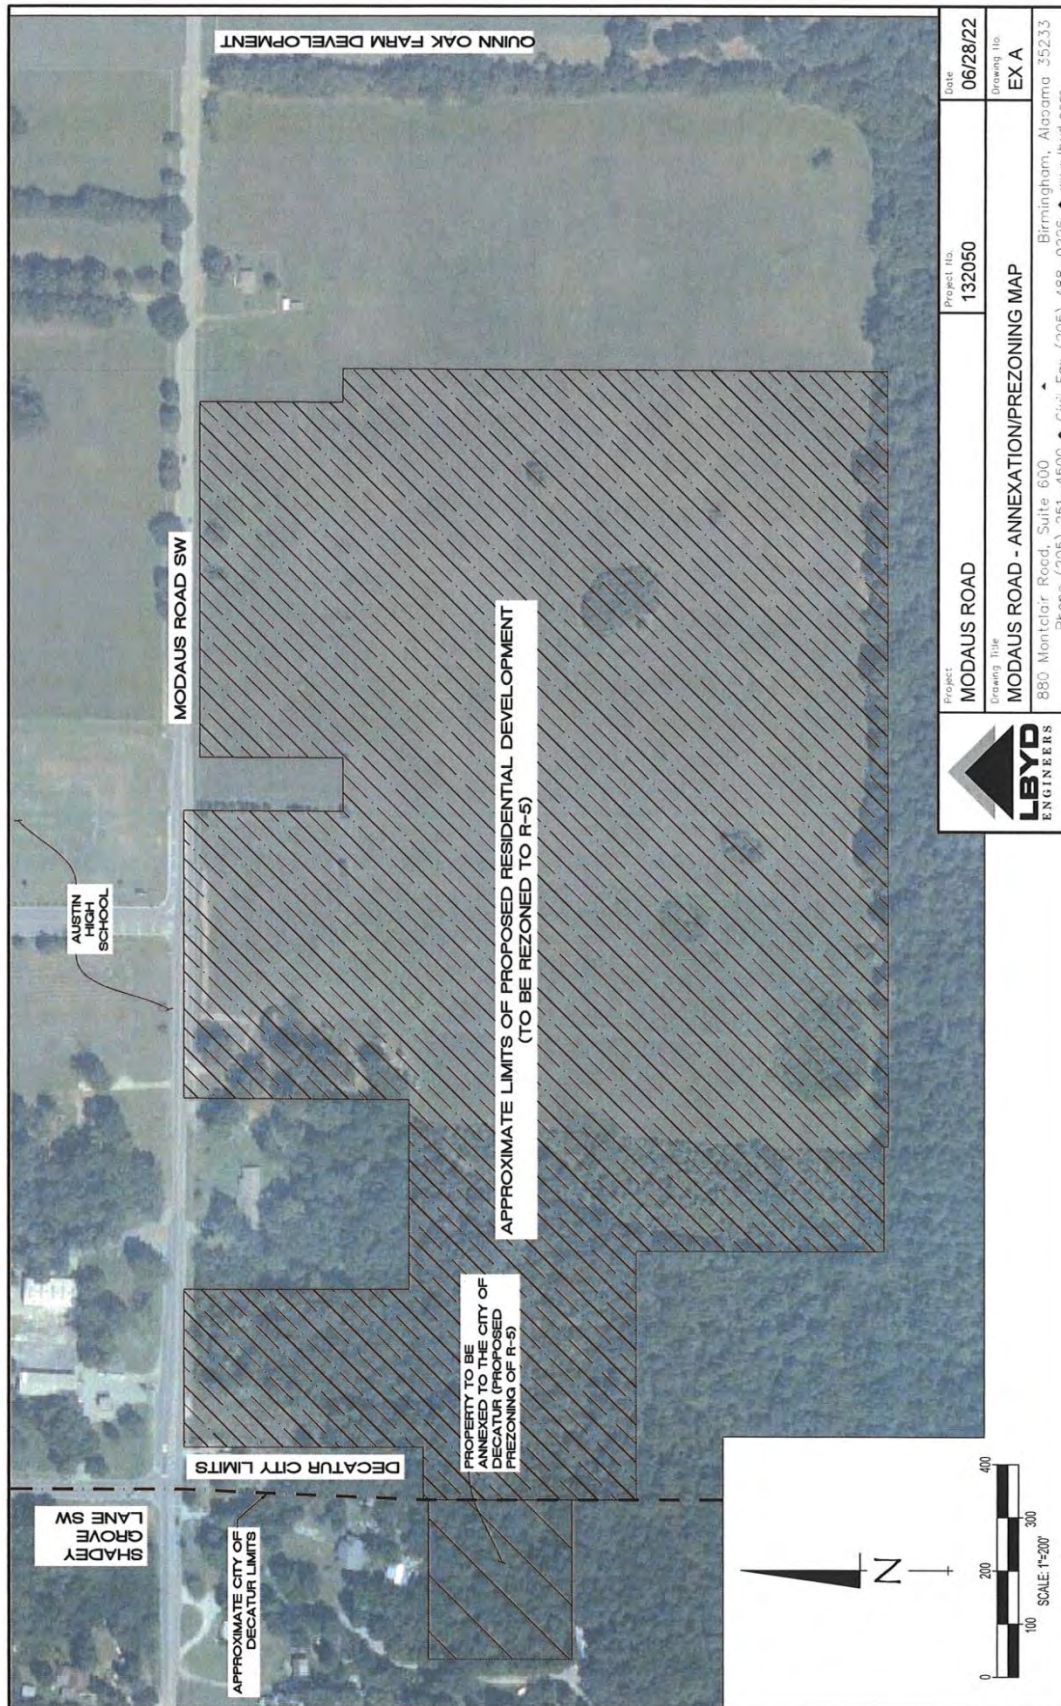 SHADEY
GROVE
LANE SW
MODAUS ROAD SW
AUSTIN
HIGH
SCHOOL
QUINN OAK FARM DEVELOPMENT
APPROXIMATE CITY OF
DECATUR LIMITS
DECATUR CITY LIMITS
PROPERTY TO BE
ANNEXED TO THE CITY OF
DECATUR (PROPOSED
PREZONING OF R-5)
APPROXIMATE LIMITS OF PROPOSED RESIDENTIAL DEVELOPMENT
(TO BE REZONED TO R-5)
N
0 100 200 300 400
SCALE: 1"=200'
LBYD
ENGINEERS
Project
MODAUS ROAD
Project No.
132050
Date
06/28/22
Drawing Title
MODAUS ROAD - ANNEXATION/PREZONING MAP
Drawing No.
EX A
880 Montclair Road, Suite 600 Birmingham, Alabama 35233